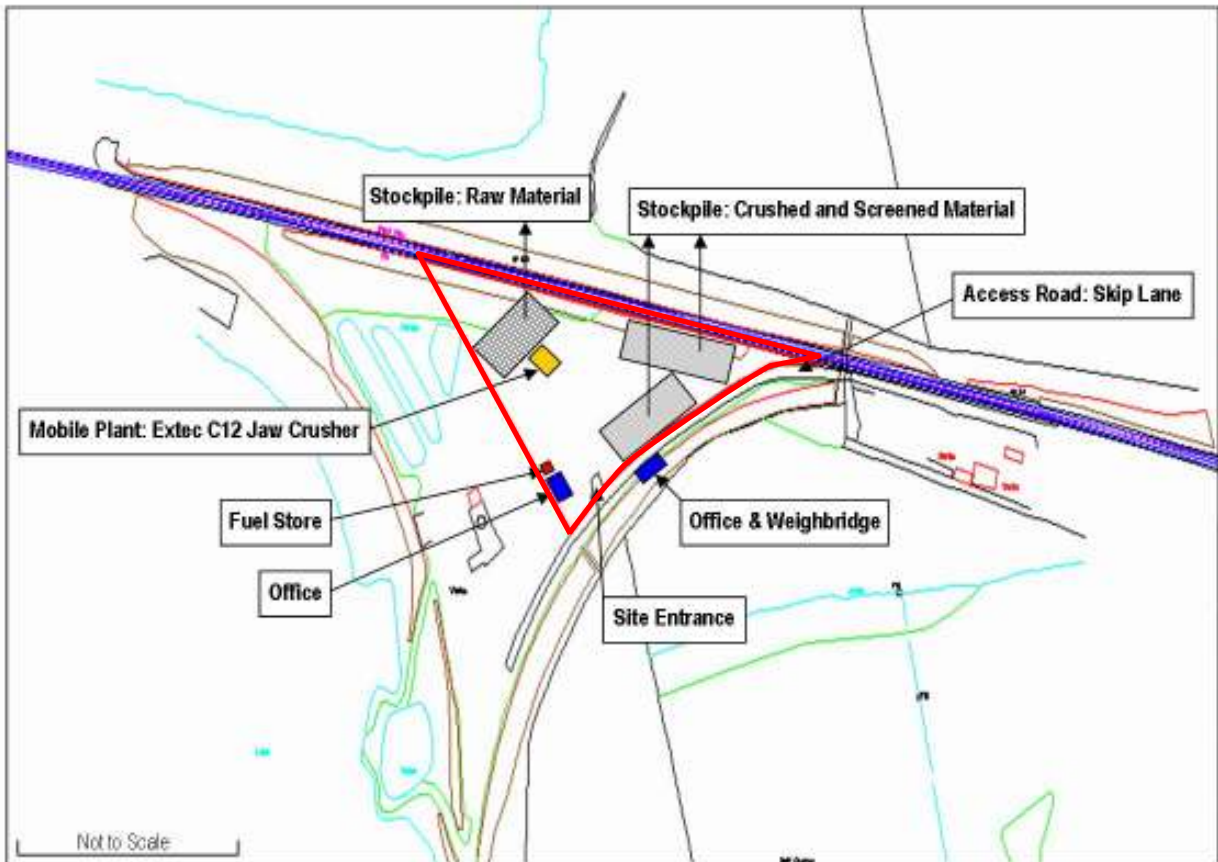 Stockpile: Raw Material
Stockpile: Crushed and Screened Material
Access Road: Skip Lane
Mobile Plant: Extec C12 Jaw Crusher
Fuel Store
Office & Weighbridge
Office
Site Entrance
Not to Scale